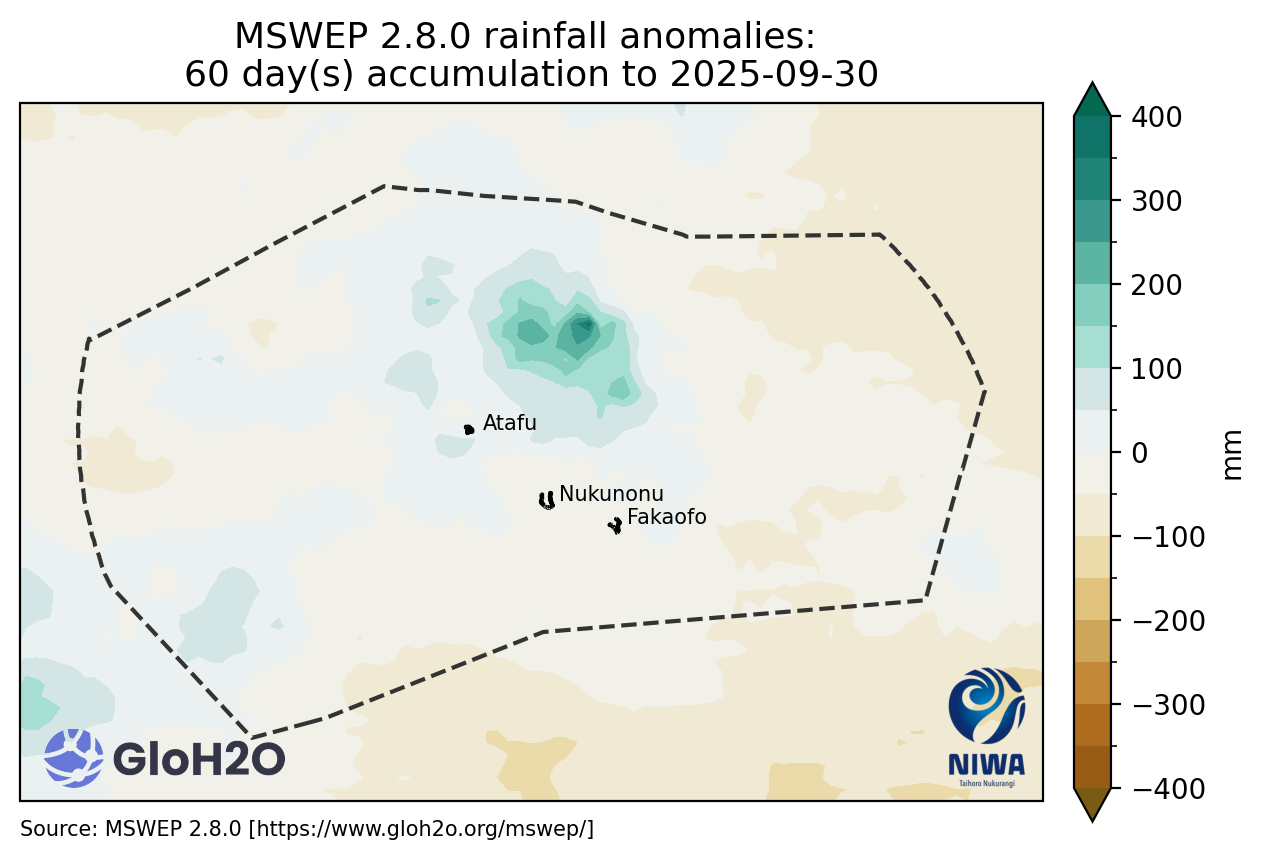 MSWEP 2.8.0 rainfall anomalies:
60 day(s) accumulation to 2025-09-30
400
300
200
100
0
−100
−200
−300
−400
mm
Atafu
Nukunonu
Fakaofo
GloH2O
NIWA
Taihoro Nukurangi
Source: MSWEP 2.8.0 [https://www.gloh2o.org/mswep/]